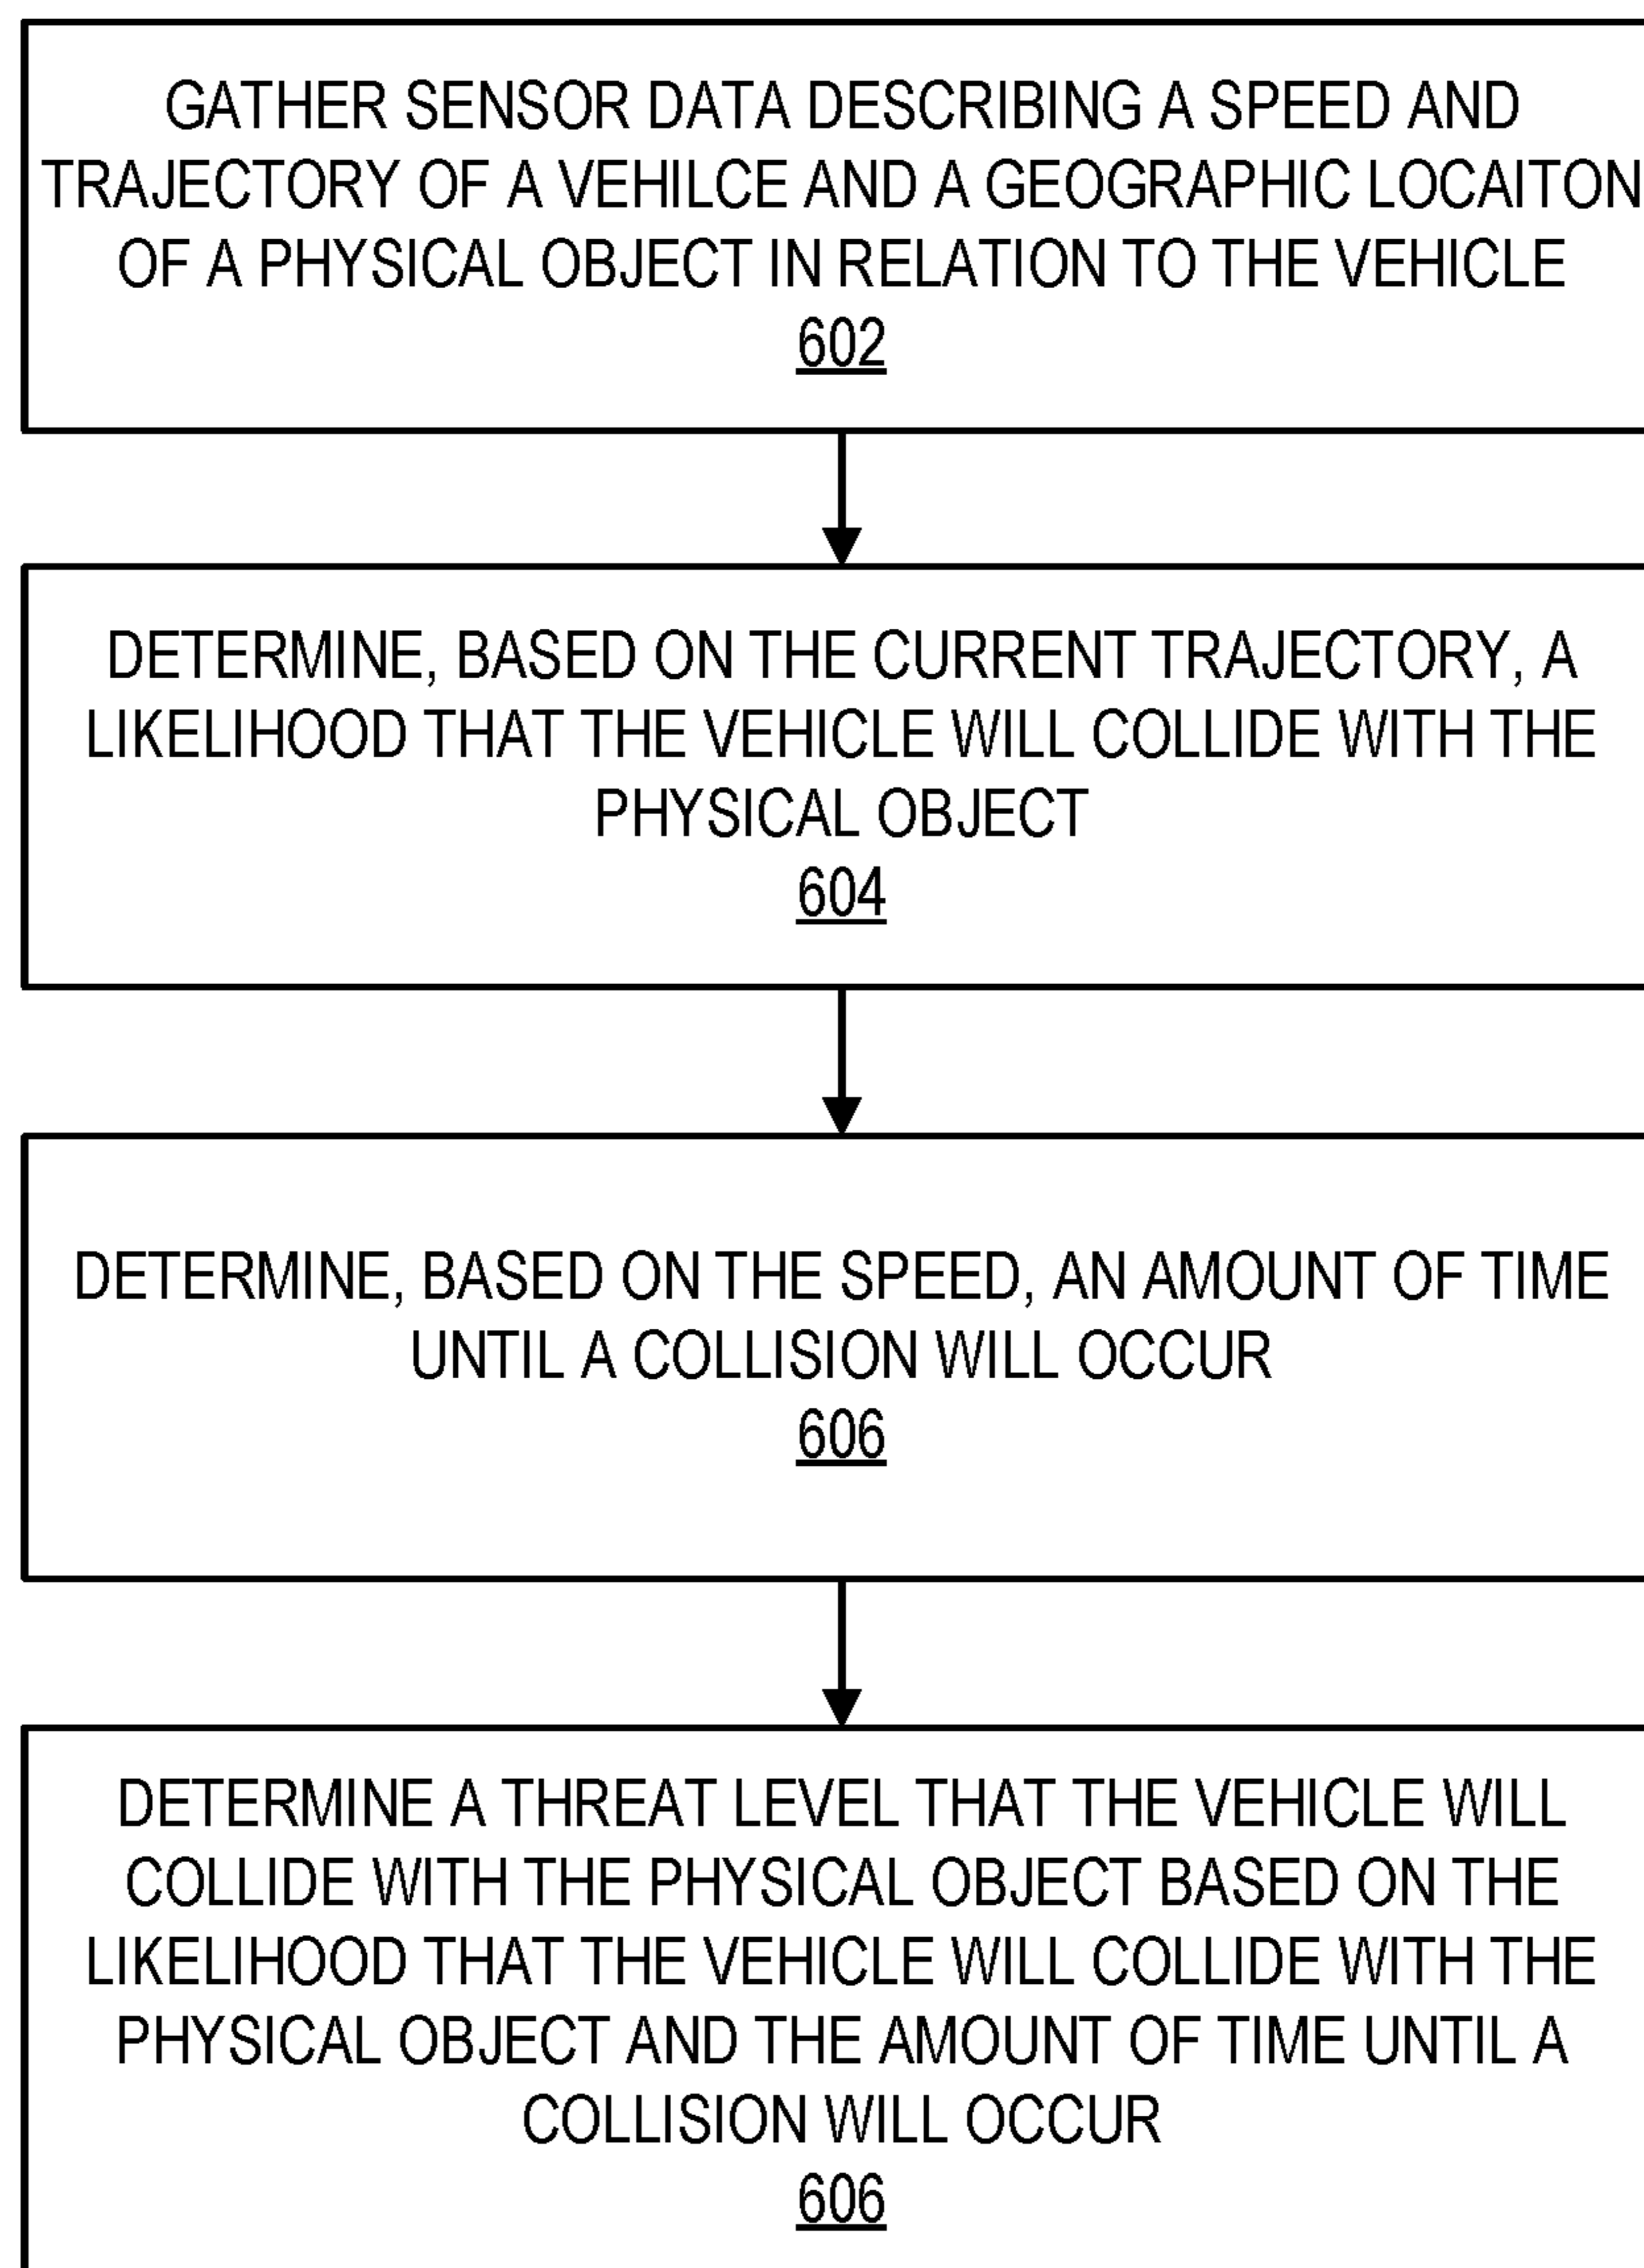 GATHER SENSOR DATA DESCRIBING A SPEED AND
TRAJECTORY OF A VEHILCE AND A GEOGRAPHIC LOCAITON
OF A PHYSICAL OBJECT IN RELATION TO THE VEHICLE
602
DETERMINE, BASED ON THE CURRENT TRAJECTORY, A
LIKELIHOOD THAT THE VEHICLE WILL COLLIDE WITH THE
PHYSICAL OBJECT
604
DETERMINE, BASED ON THE SPEED, AN AMOUNT OF TIME
UNTIL A COLLISION WILL OCCUR
606
DETERMINE A THREAT LEVEL THAT THE VEHICLE WILL
COLLIDE WITH THE PHYSICAL OBJECT BASED ON THE
LIKELIHOOD THAT THE VEHICLE WILL COLLIDE WITH THE
PHYSICAL OBJECT AND THE AMOUNT OF TIME UNTIL A
COLLISION WILL OCCUR
606